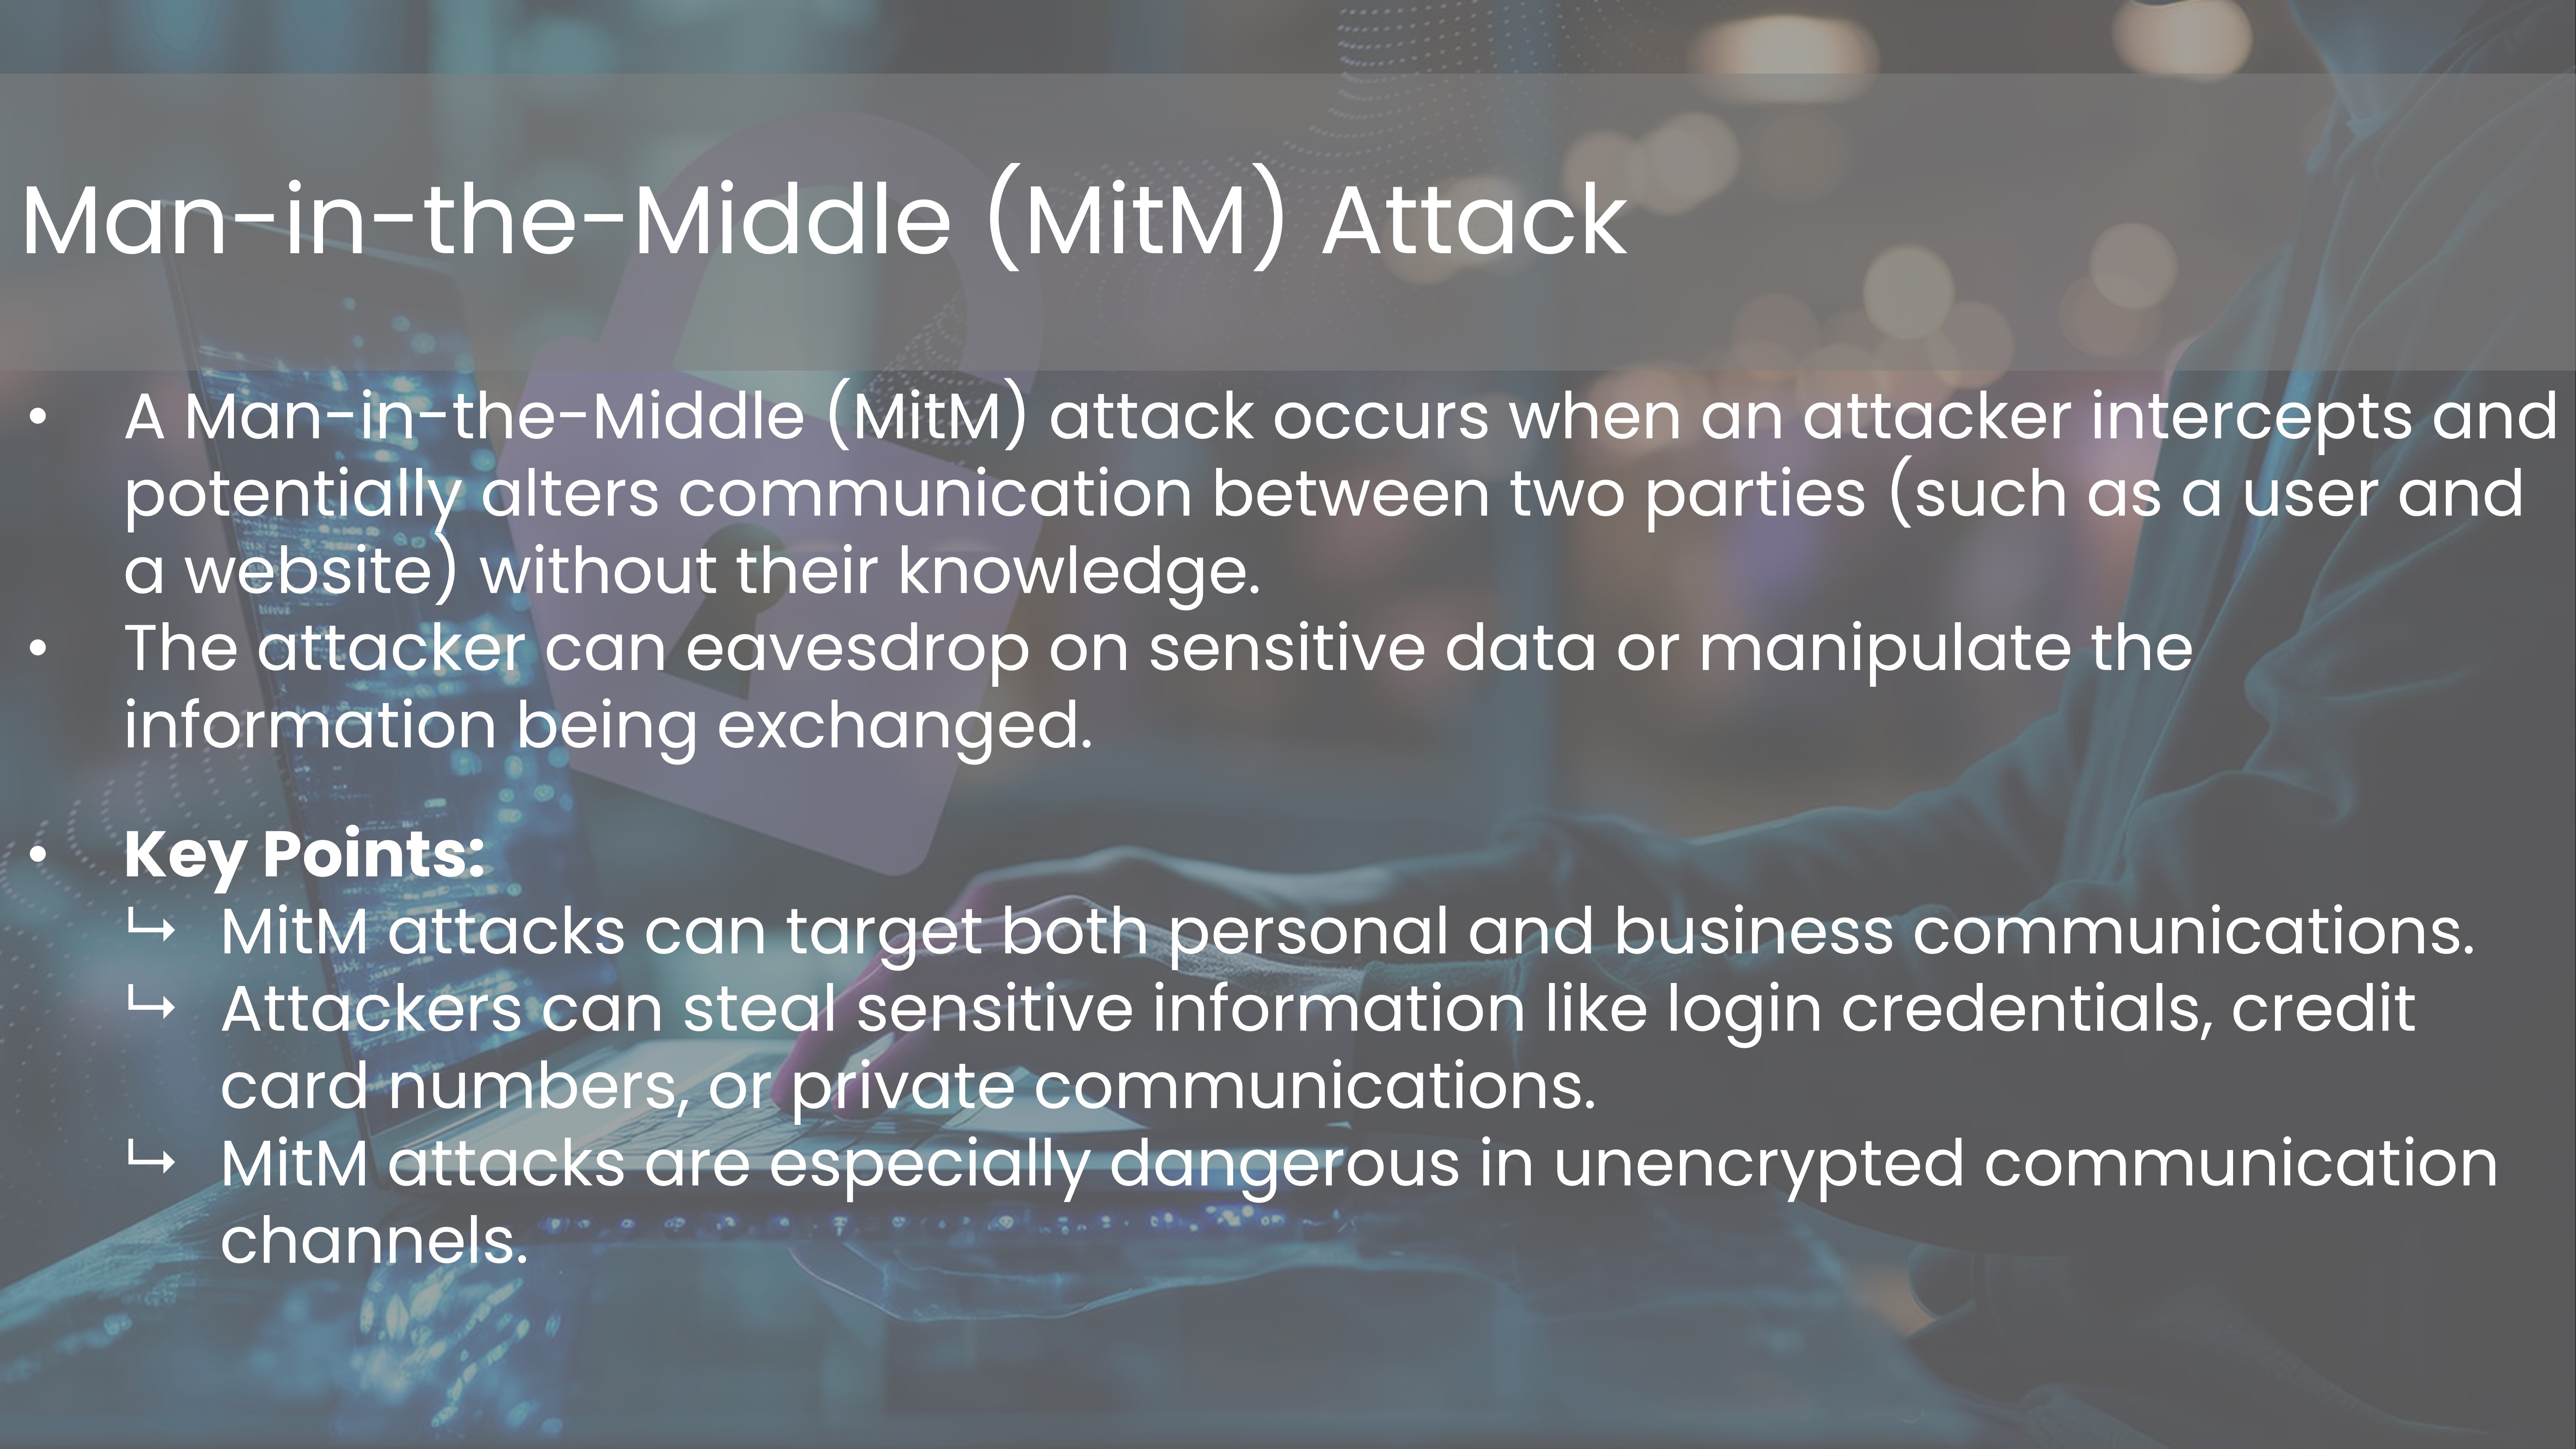 Man-in-the-Middle (MitM) Attack
• A Man-in-the-Middle (MitM) attack occurs when an attacker intercepts and
potentially alters communication between two parties (such as a user and
a website) without their knowledge.
• The attacker can eavesdrop on sensitive data or manipulate the
information being exchanged.
• Key Points:
↳ MitM attacks can target both personal and business communications.
↳ Attackers can steal sensitive information like login credentials, credit
card numbers, or private communications.
↳ MitM attacks are especially dangerous in unencrypted communication
channels.